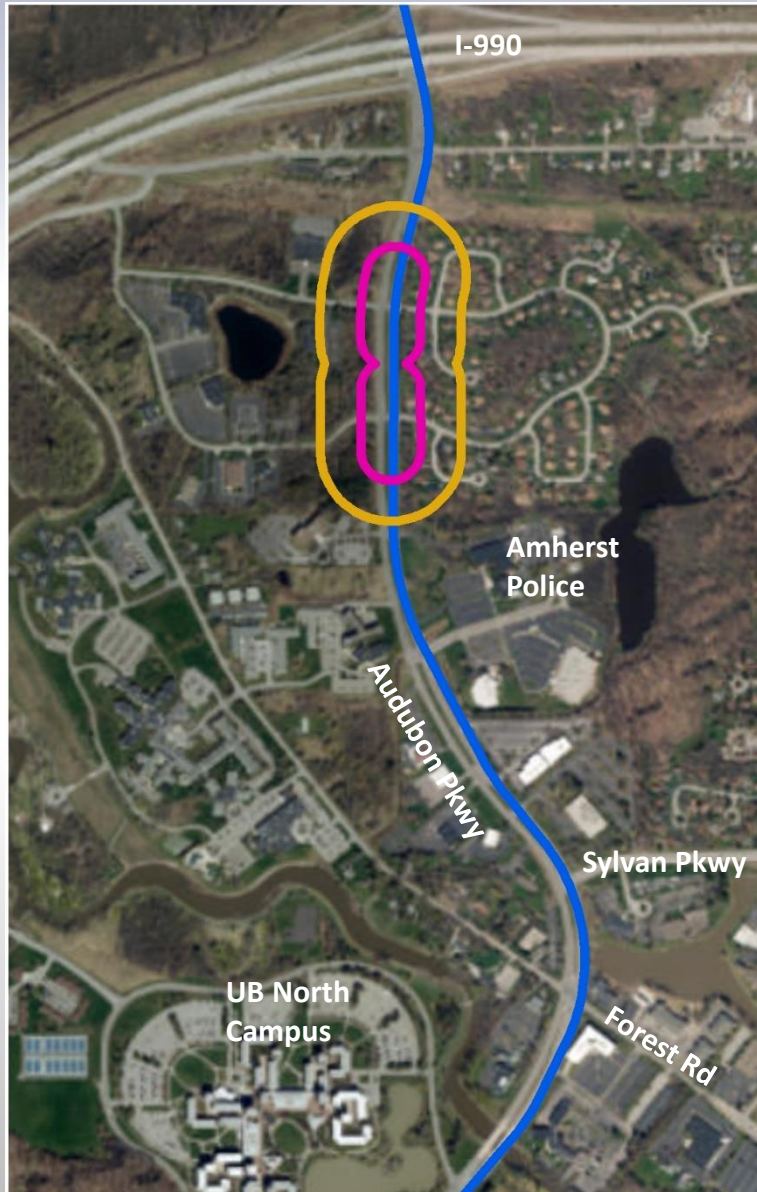 I-990
Amherst
Police
Audubon Pkwy
Sylvan Pkwy
UB North
Campus
Forest Rd